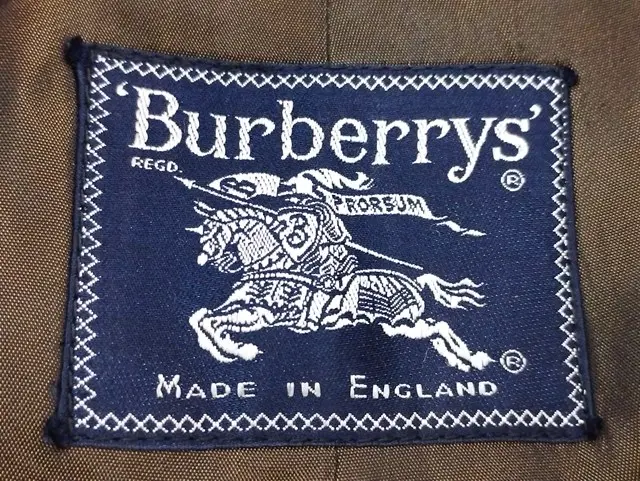 'Burberrys'
REGD.
®
B PRORSUM
B
®
MADE IN ENGLAND